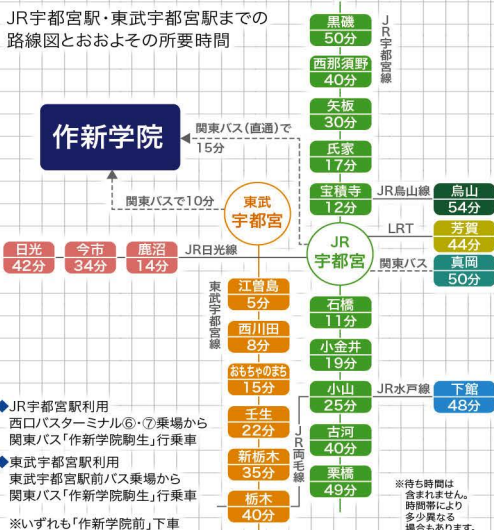 JR宇都宮駅・東武宇都宮駅までの
路線図とおおよその所要時間
作新学院
関東バス(直通)で
15分
関東バスで10分
東武
宇都宮
JR
宇都宮
JR宇都宮線
黒磯
50分
西那須野
40分
矢板
30分
氏家
17分
宝積寺
12分
JR烏山線
烏山
54分
LRT
芳賀
44分
関東バス
真岡
50分
日光
42分
今市
34分
鹿沼
14分
JR日光線
東武宇都宮線
江曽島
5分
西川田
8分
おもちゃのまち
15分
壬生
22分
新栃木
35分
栃木
40分
JR両毛線
石橋
11分
小金井
19分
小山
25分
JR水戸線
下館
48分
古河
40分
栗橋
49分
◆JR宇都宮駅利用
西口バスターミナル⑥・⑦乗場から
関東バス「作新学院駒生」行乗車
◆東武宇都宮駅利用
東武宇都宮駅前バス乗場から
関東バス「作新学院駒生」行乗車
※いずれも「作新学院前」下車
※待ち時間は
含まれません。
時間帯により
多少異なる
場合もあります。